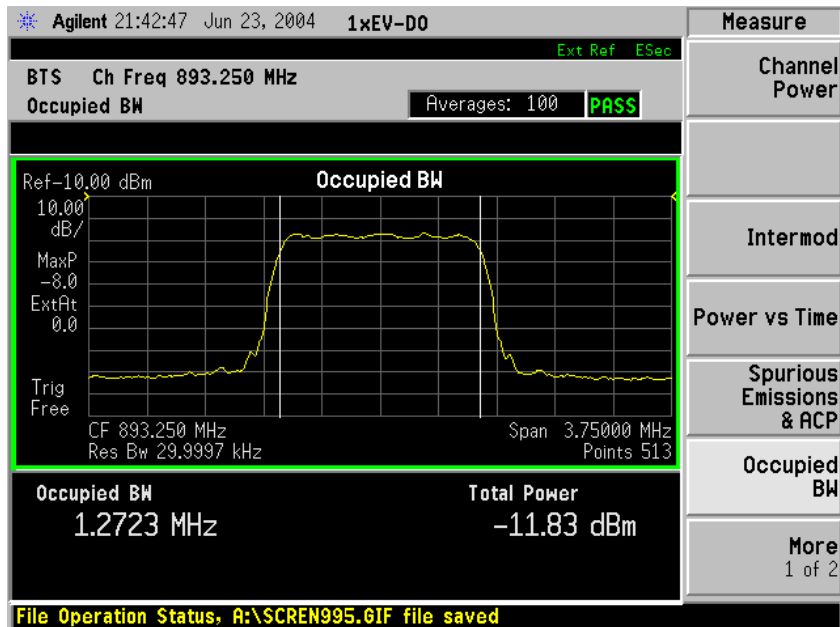 Agilent 21:42:47 Jun 23, 2004 1xEV-DO
Measure
Ext Ref ESec
BTS Ch Freq 893.250 MHz
Occupied BW
Averages: 100 PASS
Channel
Power
Ref-10.00 dBm
Occupied BW
10.00
dB/
MaxP
-8.0
ExtAt
0.0
Trig
Free
CF 893.250 MHz
Span 3.75000 MHz
Res Bw 29.9997 kHz
Points 513
Intermod
Power vs Time
Spurious
Emissions
& ACP
Occupied
BW
Occupied BW
Total Power
1.2723 MHz
-11.83 dBm
More
1 of 2
File Operation Status, A:\SCREN995.GIF file saved